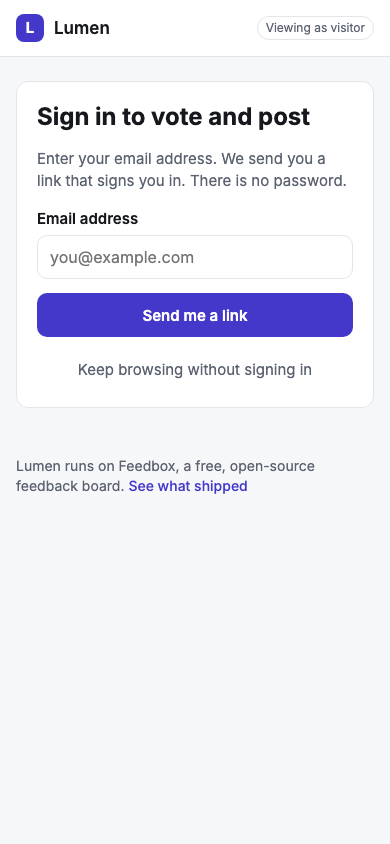 L Lumen Viewing as visitor
Sign in to vote and post
Enter your email address. We send you a
link that signs you in. There is no password.
Email address
you@example.com
Send me a link
Keep browsing without signing in
Lumen runs on Feedbox, a free, open-source
feedback board. See what shipped